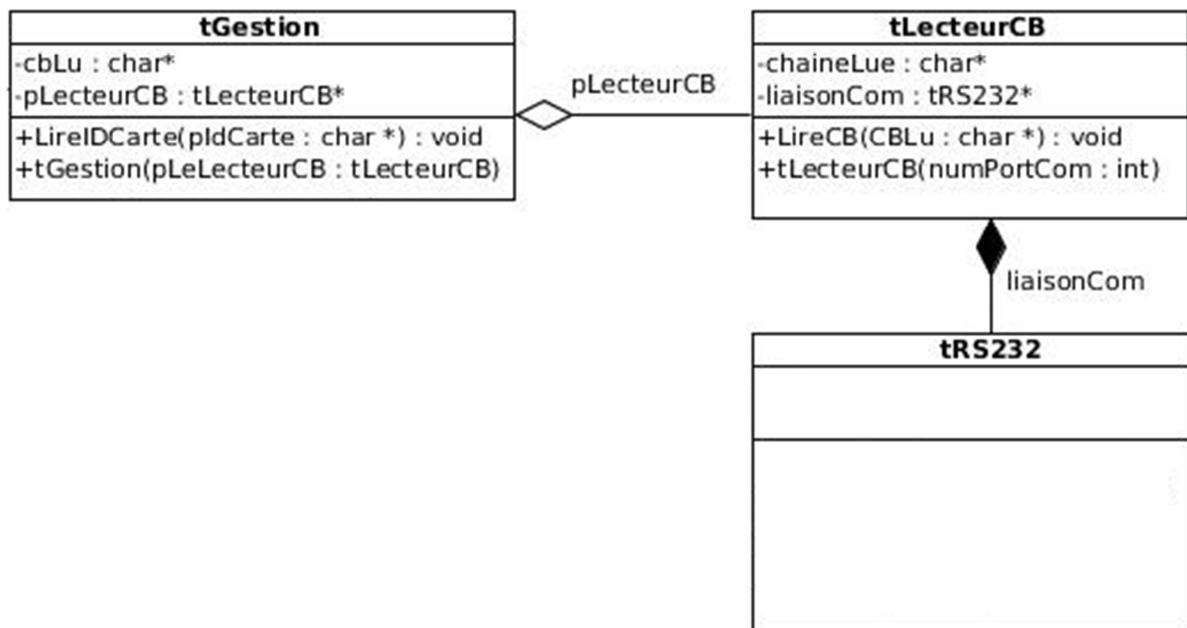 tGestion
-cbLu : char*
-pLecteurCB : tLecteurCB*
+LireIDCarte(pIdCarte : char *) : void
+tGestion(pLeLecteurCB : tLecteurCB)
pLecteurCB
tLecteurCB
-chaineLue : char*
-liaisonCom : tRS232*
+LireCB(CBLu : char *) : void
+tLecteurCB(numPortCom : int)
liaisonCom
tRS232